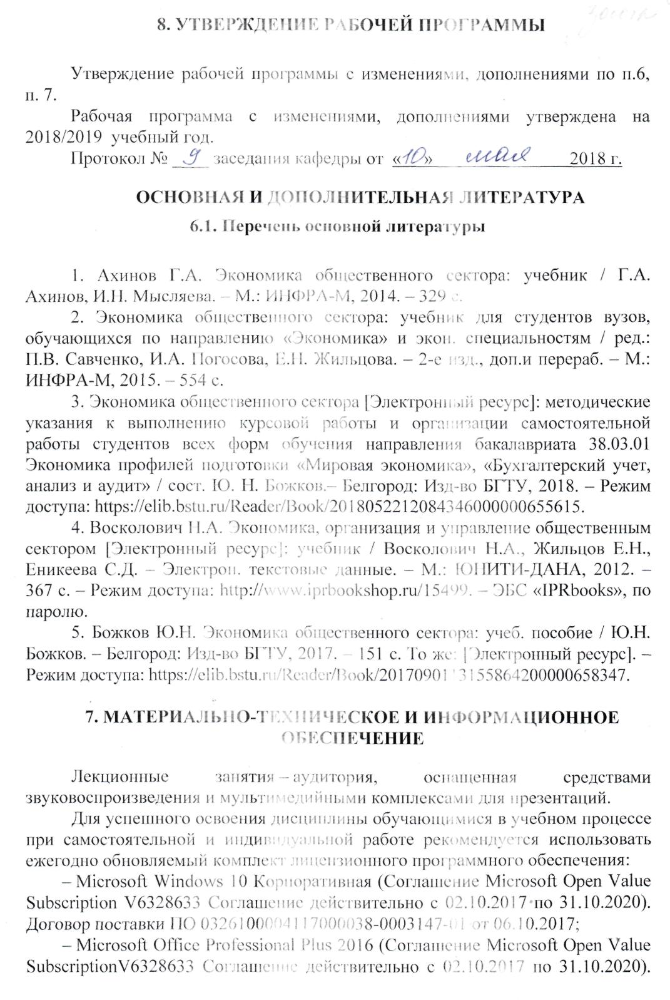 8. УТВЕРЖДЕНИЕ РАБОЧЕЙ ПРОГРАММЫ
Утверждение рабочей программы с изменениями, дополнениями по п.6,
п. 7.
Рабочая программа с изменениями, дополнениями утверждена на
2018/2019 учебный год.
Протокол № 9 заседания кафедры от «10» мая 2018 г.
ОСНОВНАЯ И ДОПОЛНИТЕЛЬНАЯ ЛИТЕРАТУРА
6.1. Перечень основной литературы
1. Ахинов Г.А. Экономика общественного сектора: учебник / Г.А.
Ахинов, И.Н. Мысляева. – М.: ИНФРА-М, 2014. – 329 с.
2. Экономика общественного сектора: учебник для студентов вузов,
обучающихся по направлению «Экономика» и экон. специальностям / ред.:
П.В. Савченко, И.А. Погосова, Е.Н. Жильцова. – 2-е изд., доп.и перераб. – М.:
ИНФРА-М, 2015. – 554 с.
3. Экономика общественного сектора [Электронный ресурс]: методические
указания к выполнению курсовой работы и организации самостоятельной
работы студентов всех форм обучения направления бакалавриата 38.03.01
Экономика профилей подготовки «Мировая экономика», «Бухгалтерский учет,
анализ и аудит» / сост. Ю. Н. Божков.– Белгород: Изд-во БГТУ, 2018. – Режим
доступа: https://elib.bstu.ru/Reader/Book/2018052212084346000000655615.
4. Восколович Н.А. Экономика, организация и управление общественным
сектором [Электронный ресурс]: учебник / Восколович Н.А., Жильцов Е.Н.,
Еникеева С.Д. – Электрон. текстовые данные. – М.: ЮНИТИ-ДАНА, 2012. –
367 с. – Режим доступа: http://www.iprbookshop.ru/15499. – ЭБС «IPRbooks», по
паролю.
5. Божков Ю.Н. Экономика общественного сектора: учеб. пособие / Ю.Н.
Божков. – Белгород: Изд-во БГТУ, 2017. – 151 с. То же: [Электронный ресурс]. –
Режим доступа:
7. МАТЕРИАЛЬНО-ТЕХНИЧЕСКОЕ И ИНФОРМАЦИОННОЕ
ОБЕСПЕЧЕНИЕ
Лекционные занятия – аудитория, оснащенная средствами
звуковоспроизведения и мультимедийными комплексами для презентаций.
Для успешного освоения дисциплины обучающимися в учебном процессе
при самостоятельной и индивидуальной работе рекомендуется использовать
ежегодно обновляемый комплект лицензионного программного обеспечения:
– Microsoft Windows 10 Корпоративная (Соглашение Microsoft Open Value
Subscription V6328633 Соглашение действительно с 02.10.2017 по 31.10.2020).
Договор поставки ПО 0326100004117000038-0003147-01 от 06.10.2017;
– Microsoft Office Professional Plus 2016 (Соглашение Microsoft Open Value
SubscriptionV6328633 Соглашение действительно с 02.10.2017 по 31.10.2020).